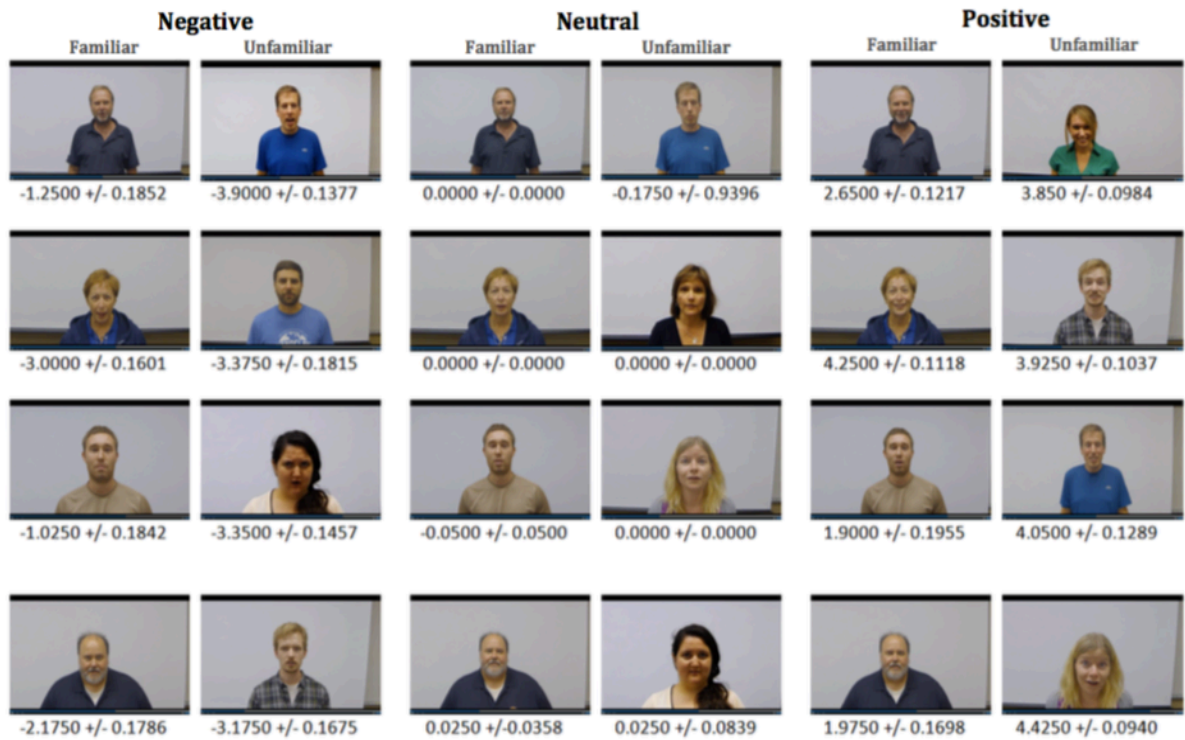 Negative Neutral Positive
Familiar Unfamiliar Familiar Unfamiliar Familiar Unfamiliar
-1.2500 +/- 0.1852 -3.9000 +/- 0.1377 0.0000 +/- 0.0000 -0.1750 +/- 0.9396 2.6500 +/- 0.1217 3.850 +/- 0.0984
-3.0000 +/- 0.1601 -3.3750 +/- 0.1815 0.0000 +/- 0.0000 0.0000 +/- 0.0000 4.2500 +/- 0.1118 3.9250 +/- 0.1037
-1.0250 +/- 0.1842 -3.3500 +/- 0.1457 -0.0500 +/- 0.0500 0.0000 +/- 0.0000 1.9000 +/- 0.1955 4.0500 +/- 0.1289
-2.1750 +/- 0.1786 -3.1750 +/- 0.1675 0.0250 +/-0.0358 0.0250 +/- 0.0839 1.9750 +/- 0.1698 4.4250 +/- 0.0940